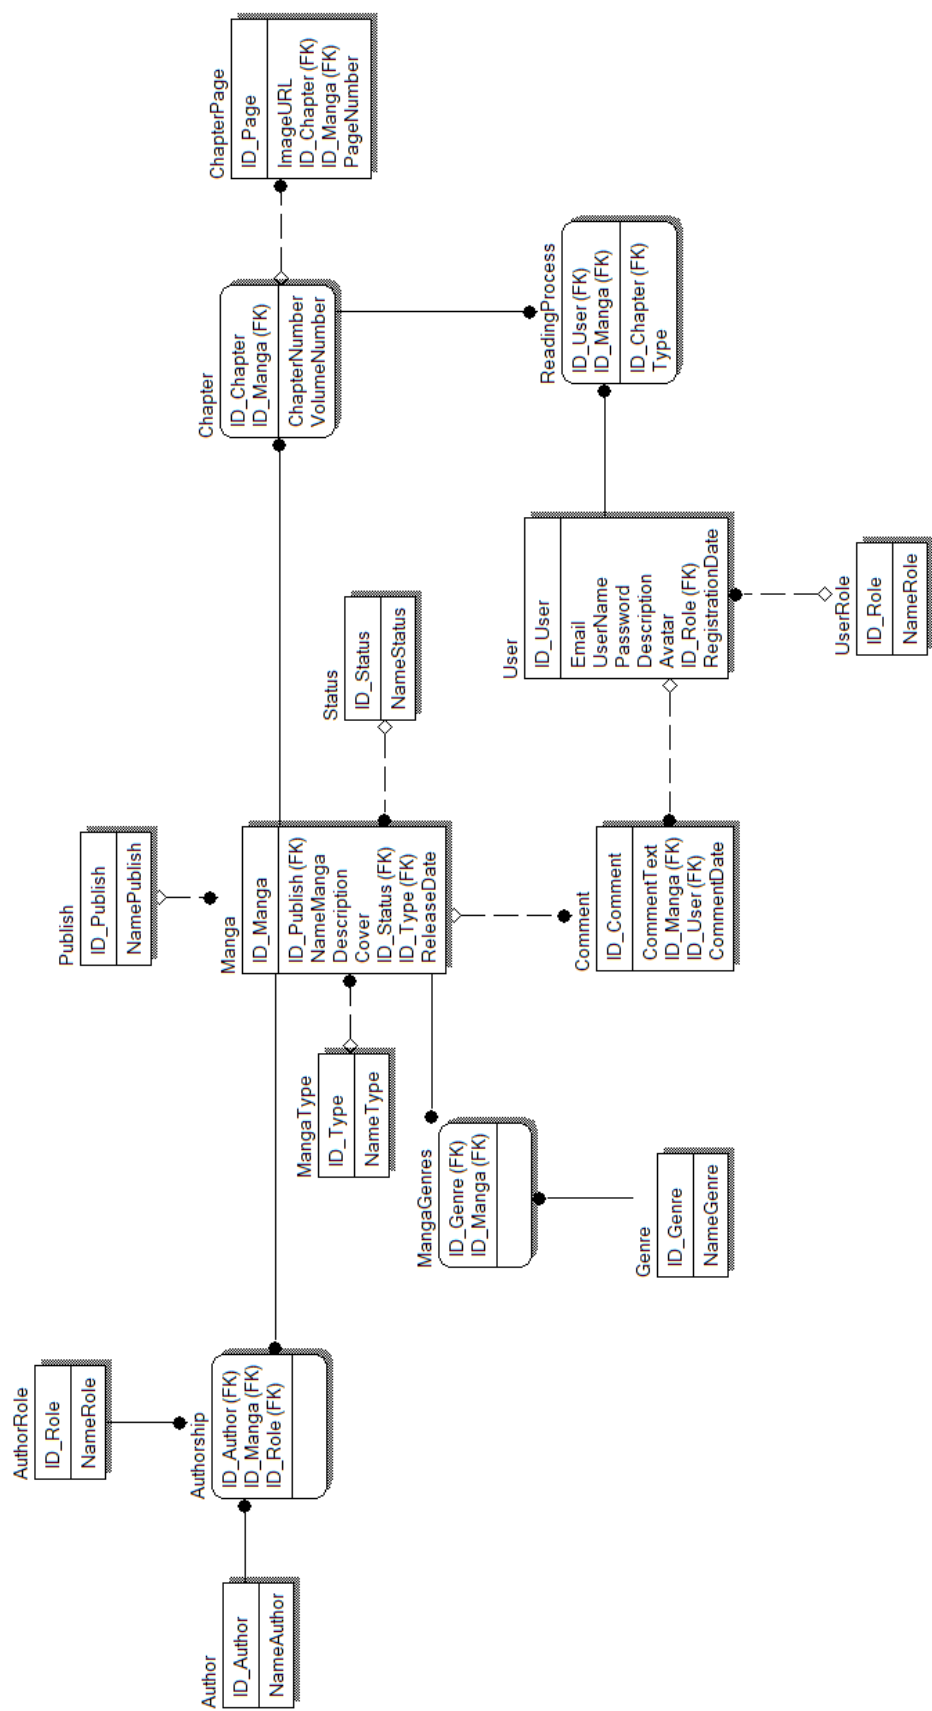 AuthorRole
ID_Role
NameRole
Author
ID_Author
NameAuthor
Authorship
ID_Author (FK)
ID_Manga (FK)
ID_Role (FK)
Publish
ID_Publish
NamePublish
Manga
ID_Manga
ID_Publish (FK)
NameManga
Description
Cover
ID_Status (FK)
ID_Type (FK)
ReleaseDate
MangaType
ID_Type
NameType
MangaGenres
ID_Genre (FK)
ID_Manga (FK)
Genre
ID_Genre
NameGenre
Status
ID_Status
NameStatus
Comment
ID_Comment
CommentText
ID_Manga (FK)
ID_User (FK)
CommentDate
Chapter
ID_Chapter
ID_Manga (FK)
ChapterNumber
VolumeNumber
ChapterPage
ID_Page
ImageURL
ID_Chapter (FK)
ID_Manga (FK)
PageNumber
User
ID_User
Email
UserName
Password
Description
Avatar
ID_Role (FK)
RegistrationDate
ReadingProcess
ID_User (FK)
ID_Manga (FK)
ID_Chapter (FK)
Type
UserRole
ID_Role
NameRole